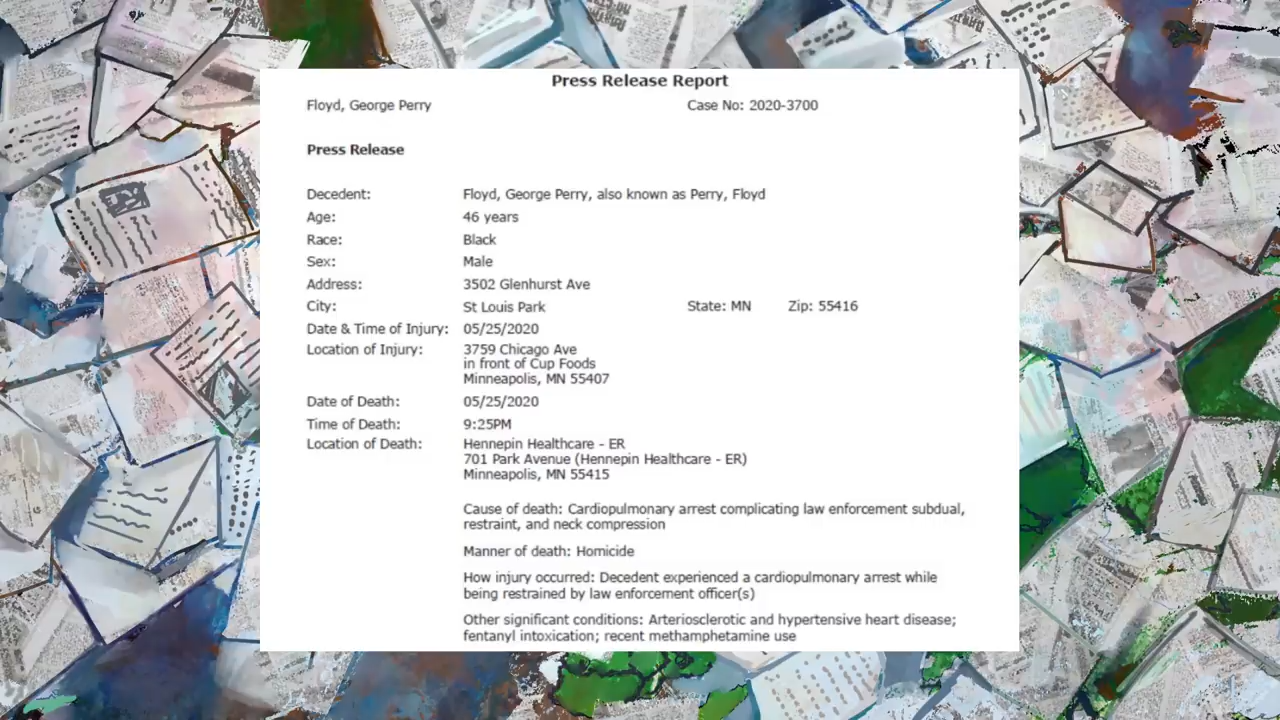 Press Release Report
Floyd, George Perry Case No: 2020-3700
Press Release
Decedent: Floyd, George Perry, also known as Perry, Floyd
Age: 46 years
Race: Black
Sex: Male
Address: 3502 Glenhurst Ave
City: St Louis Park State: MN Zip: 55416
Date & Time of Injury: 05/25/2020
Location of Injury: 3759 Chicago Ave
in front of Cup Foods
Minneapolis, MN 55407
Date of Death: 05/25/2020
Time of Death: 9:25PM
Location of Death: Hennepin Healthcare - ER
701 Park Avenue (Hennepin Healthcare - ER)
Minneapolis, MN 55415
Cause of death: Cardiopulmonary arrest complicating law enforcement subdual,
restraint, and neck compression
Manner of death: Homicide
How injury occurred: Decedent experienced a cardiopulmonary arrest while
being restrained by law enforcement officer(s)
Other significant conditions: Arteriosclerotic and hypertensive heart disease;
fentanyl intoxication; recent methamphetamine use